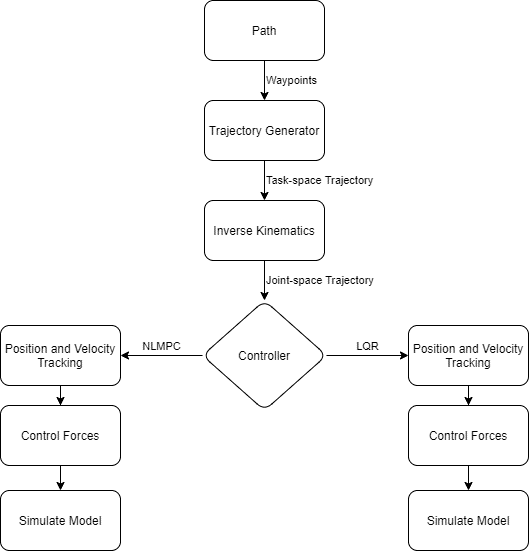 Path
Waypoints
Trajectory Generator
Task-space Trajectory
Inverse Kinematics
Joint-space Trajectory
NLMPC
LQR
Position and Velocity
Tracking
Controller
Position and Velocity
Tracking
Control Forces
Control Forces
Simulate Model
Simulate Model